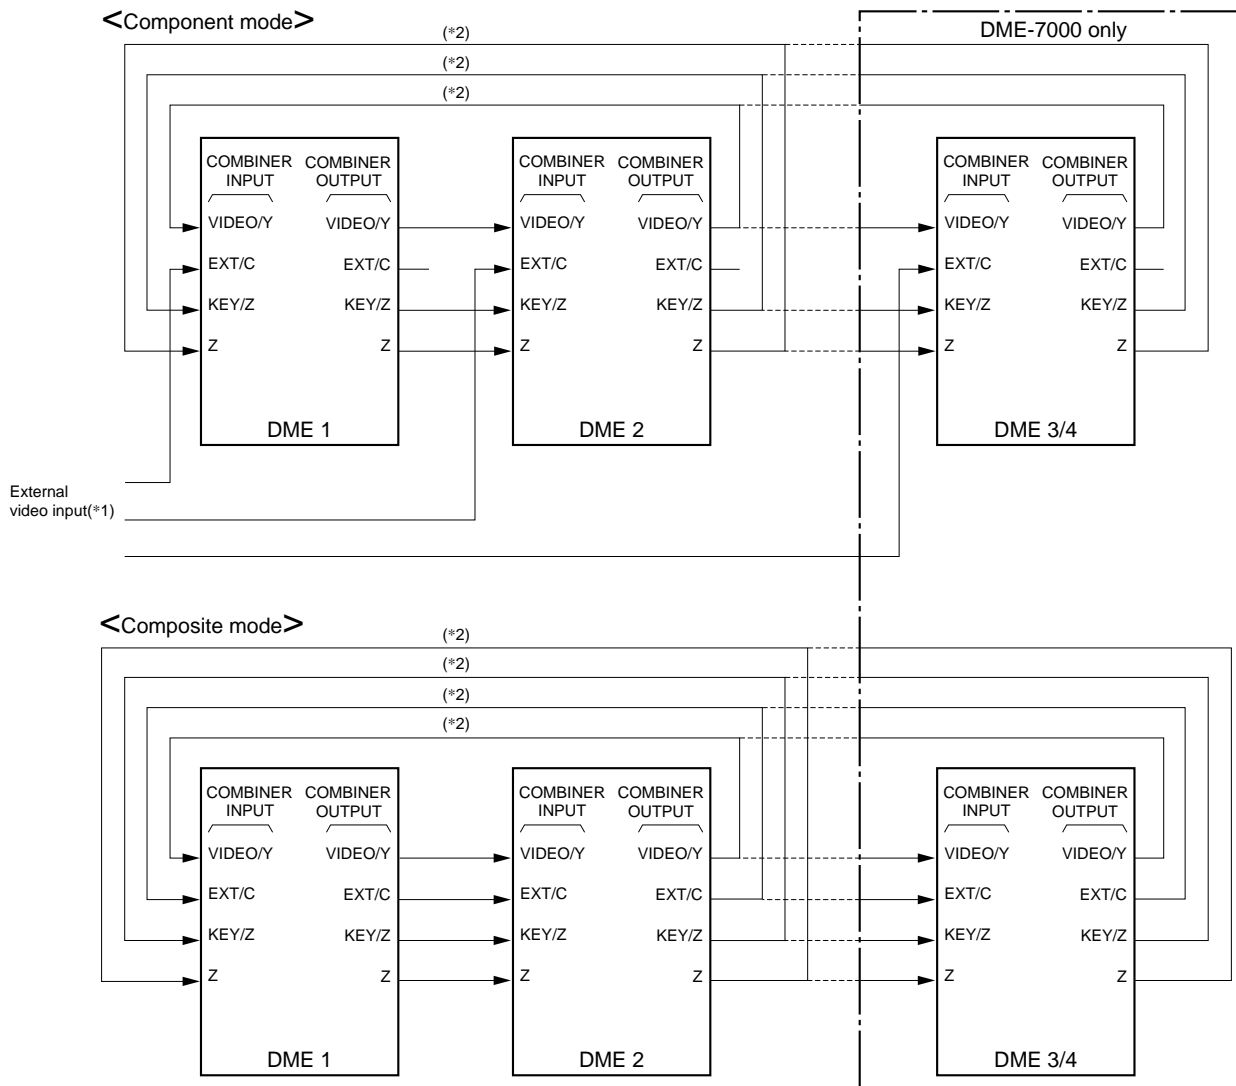 <Component mode>
DME-7000 only
(*2)
(*2)
(*2)
COMBINER INPUT
COMBINER OUTPUT
VIDEO/Y VIDEO/Y
EXT/C EXT/C
KEY/Z KEY/Z
Z Z
DME 1
COMBINER INPUT
COMBINER OUTPUT
VIDEO/Y VIDEO/Y
EXT/C EXT/C
KEY/Z KEY/Z
Z Z
DME 2
COMBINER INPUT
COMBINER OUTPUT
VIDEO/Y VIDEO/Y
EXT/C EXT/C
KEY/Z KEY/Z
Z Z
DME 3/4
External
video input(*1)
<Composite mode>
(*2)
(*2)
(*2)
(*2)
COMBINER INPUT
COMBINER OUTPUT
VIDEO/Y VIDEO/Y
EXT/C EXT/C
KEY/Z KEY/Z
Z Z
DME 1
COMBINER INPUT
COMBINER OUTPUT
VIDEO/Y VIDEO/Y
EXT/C EXT/C
KEY/Z KEY/Z
Z Z
DME 2
COMBINER INPUT
COMBINER OUTPUT
VIDEO/Y VIDEO/Y
EXT/C EXT/C
KEY/Z KEY/Z
Z Z
DME 3/4